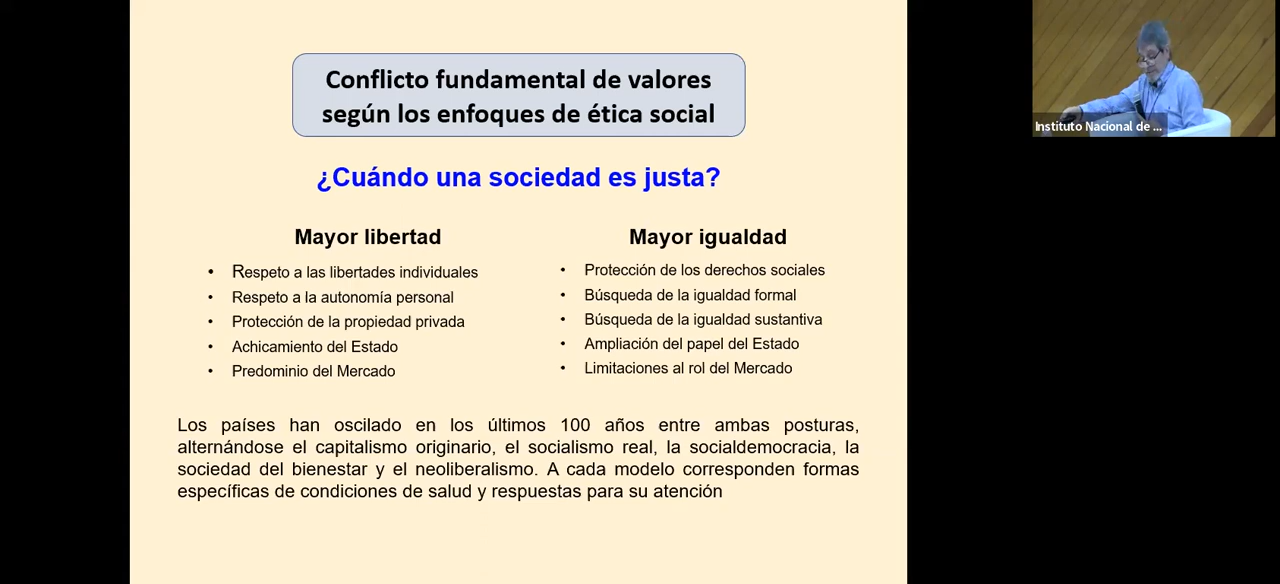 Conflicto fundamental de valores
según los enfoques de ética social
¿Cuándo una sociedad es justa?
Mayor libertad
• Respeto a las libertades individuales
• Respeto a la autonomía personal
• Protección de la propiedad privada
• Achicamiento del Estado
• Predominio del Mercado
Mayor igualdad
• Protección de los derechos sociales
• Búsqueda de la igualdad formal
• Búsqueda de la igualdad sustantiva
• Ampliación del papel del Estado
• Limitaciones al rol del Mercado
Los países han oscilado en los últimos 100 años entre ambas posturas,
alternándose el capitalismo originario, el socialismo real, la socialdemocracia, la
sociedad del bienestar y el neoliberalismo. A cada modelo corresponden formas
específicas de condiciones de salud y respuestas para su atención
Instituto Nacional de ...